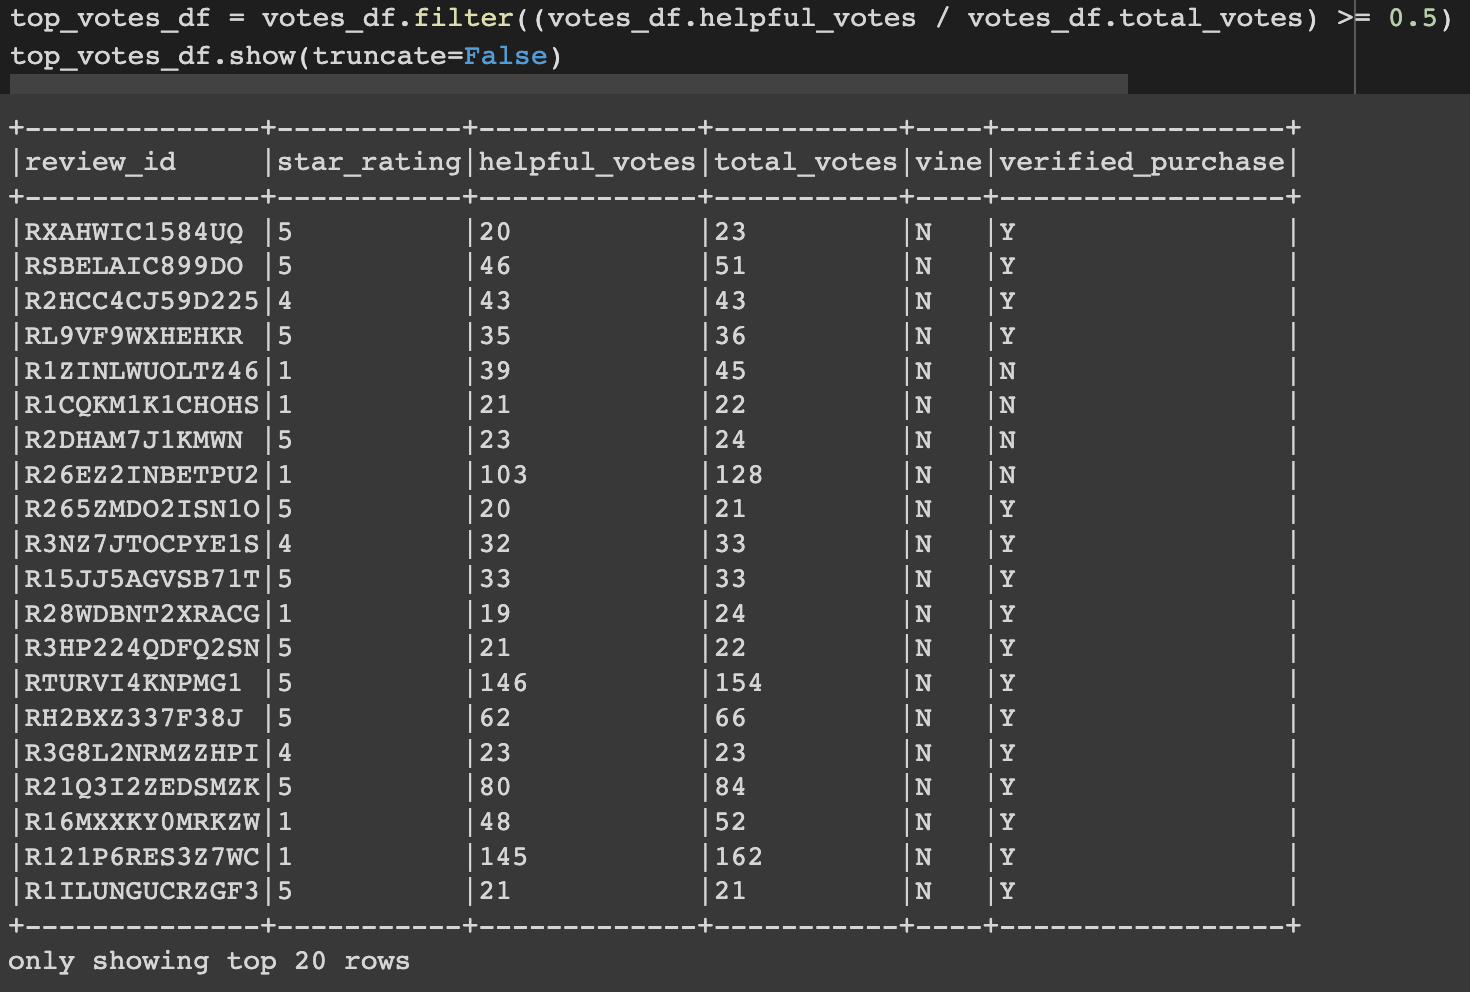 top_votes_df = votes_df.filter((votes_df.helpful_votes / votes_df.total_votes) >= 0.5)
top_votes_df.show(truncate=False)
+--------------+-----------+-------------+-----------+----+-----------------+
|review_id     |star_rating|helpful_votes|total_votes|vine|verified_purchase|
+--------------+-----------+-------------+-----------+----+-----------------+
|RXAHWIC1584UQ |5          |20           |23         |N   |Y                |
|RSBELAIC899DO |5          |46           |51         |N   |Y                |
|R2HCC4CJ59D225|4          |43           |43         |N   |Y                |
|RL9VF9WXHEHKR |5          |35           |36         |N   |Y                |
|R1ZINLWUOLTZ46|1          |39           |45         |N   |N                |
|R1CQKM1K1CHOHS|1          |21           |22         |N   |N                |
|R2DHAM7J1KMWN |5          |23           |24         |N   |N                |
|R26EZ2INBETPU2|1          |103          |128        |N   |N                |
|R265ZMDO2ISN1O|5          |20           |21         |N   |Y                |
|R3NZ7JTOCPYE1S|4          |32           |33         |N   |Y                |
|R15JJ5AGVSB71T|5          |33           |33         |N   |Y                |
|R28WDBNT2XRACG|1          |19           |24         |N   |Y                |
|R3HP224QDFQ2SN|5          |21           |22         |N   |Y                |
|RTURVI4KNPMG1 |5          |146          |154        |N   |Y                |
|RH2BXZ337F38J |5          |62           |66         |N   |Y                |
|R3G8L2NRMZZHPI|4          |23           |23         |N   |Y                |
|R21Q3I2ZEDSMZK|5          |80           |84         |N   |Y                |
|R16MXXKY0MRKZW|1          |48           |52         |N   |Y                |
|R121P6RES3Z7WC|1          |145          |162        |N   |Y                |
|R1ILUNGUCRZGF3|5          |21           |21         |N   |Y                |
+--------------+-----------+-------------+-----------+----+-----------------+
only showing top 20 rows